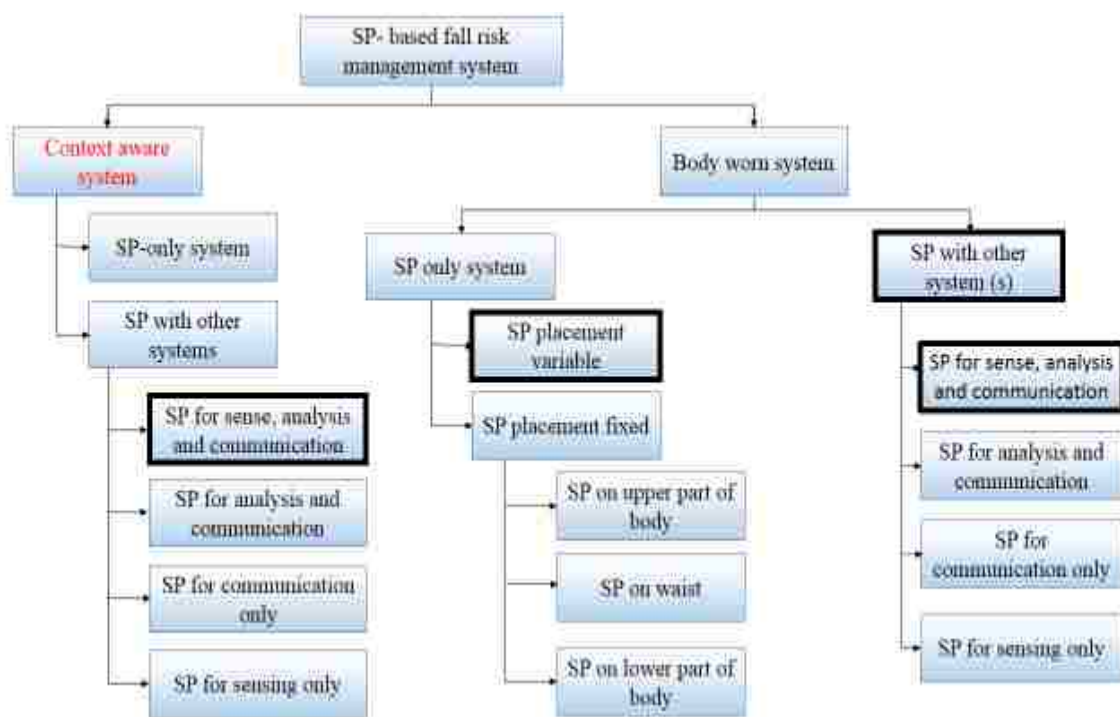 SP- based fall risk
management system
Context aware
system
Body worn system
SP-only system
SP with other
systems
SP for sense, analysis
and communication
SP for analysis and
communication
SP for communication
only
SP for sensing only
SP only system
SP placement
variable
SP placement fixed
SP on upper part of
body
SP on waist
SP on lower part of
body
SP with other
system (s)
SP for sense, analysis
and communication
SP for analysis and
communication
SP for
communication only
SP for sensing only